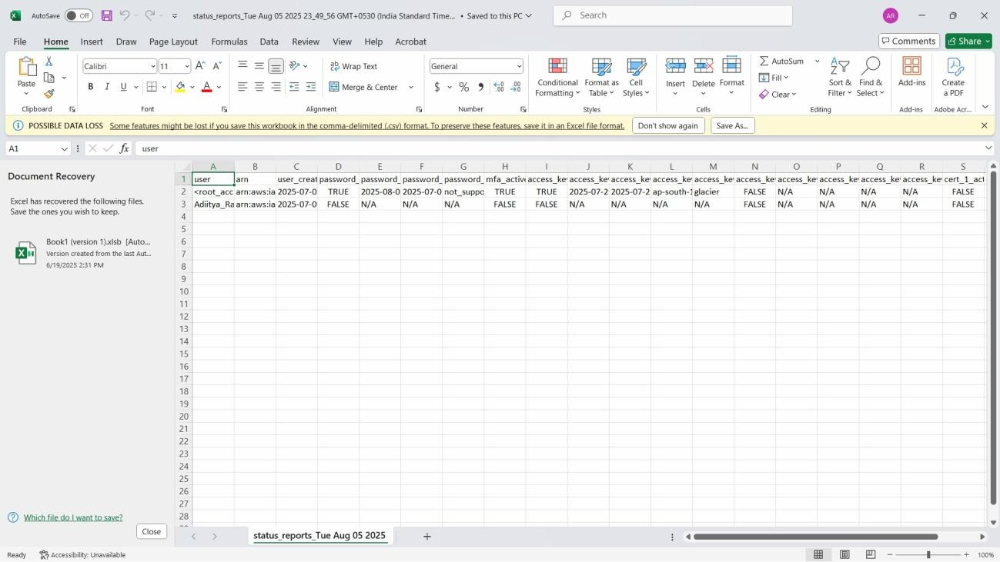 AutoSave Off status_reports_Tue Aug 05 2025 23_49_56 GMT+0530 (India Standard Time... • Saved to this PC Search AR
File Home Insert Draw Page Layout Formulas Data Review View Help Acrobat Comments Share
Paste Calibri 11 Wrap Text General Conditional Formatting Format as Table Cell Styles Insert Delete Format AutoSum Sort & Filter Find & Select Add-ins Create a PDF
B I U A Merge & Center $ % Fill
Clear
Clipboard Font Alignment Number Styles Cells Editing Add-ins Adobe Acr...
POSSIBLE DATA LOSS Some features might be lost if you save this workbook in the comma-delimited (.csv) format. To preserve these features, save it in an Excel file format. Don't show again Save As...
A1 fx user
Document Recovery
Excel has recovered the following files.
Save the ones you wish to keep.
Book1 (version 1).xlsb [Auto...
Version created from the last Aut...
6/19/2025 2:31 PM
Which file do I want to save?
Close
A B C D E F G H I J K L M N O P Q R S
1 user arn user_creat password_ password_ password_ password_ mfa_active access_key access_key access_key access_key access_key access_key access_key access_key access_key access_key cert_1_act
2 <root_acc arn:aws:ia 2025-07-0 TRUE 2025-08-0 2025-07-0 not_suppo TRUE TRUE 2025-07-2 2025-07-2 ap-south-1 glacier FALSE N/A N/A N/A N/A FALSE
3 Adiitya_Ra arn:aws:ia 2025-07-0 FALSE N/A N/A N/A FALSE FALSE N/A N/A N/A N/A FALSE N/A N/A N/A N/A FALSE
4
5
6
7
8
9
10
11
12
13
14
15
16
17
18
19
20
21
22
23
24
25
26
27
28
status_reports_Tue Aug 05 2025
Ready Accessibility: Unavailable 100%